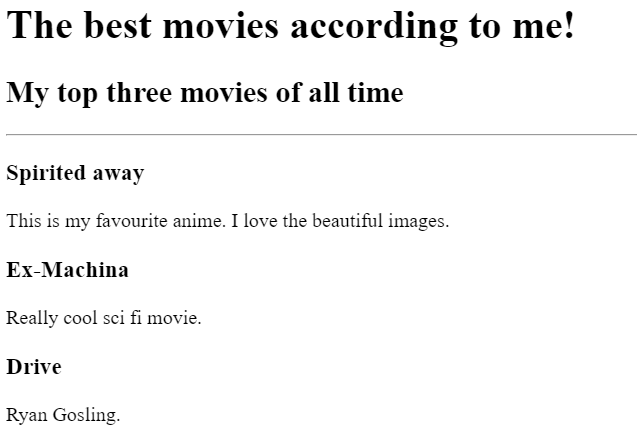 The best movies according to me!
My top three movies of all time
Spirited away
This is my favourite anime. I love the beautiful images.
Ex-Machina
Really cool sci fi movie.
Drive
Ryan Gosling.